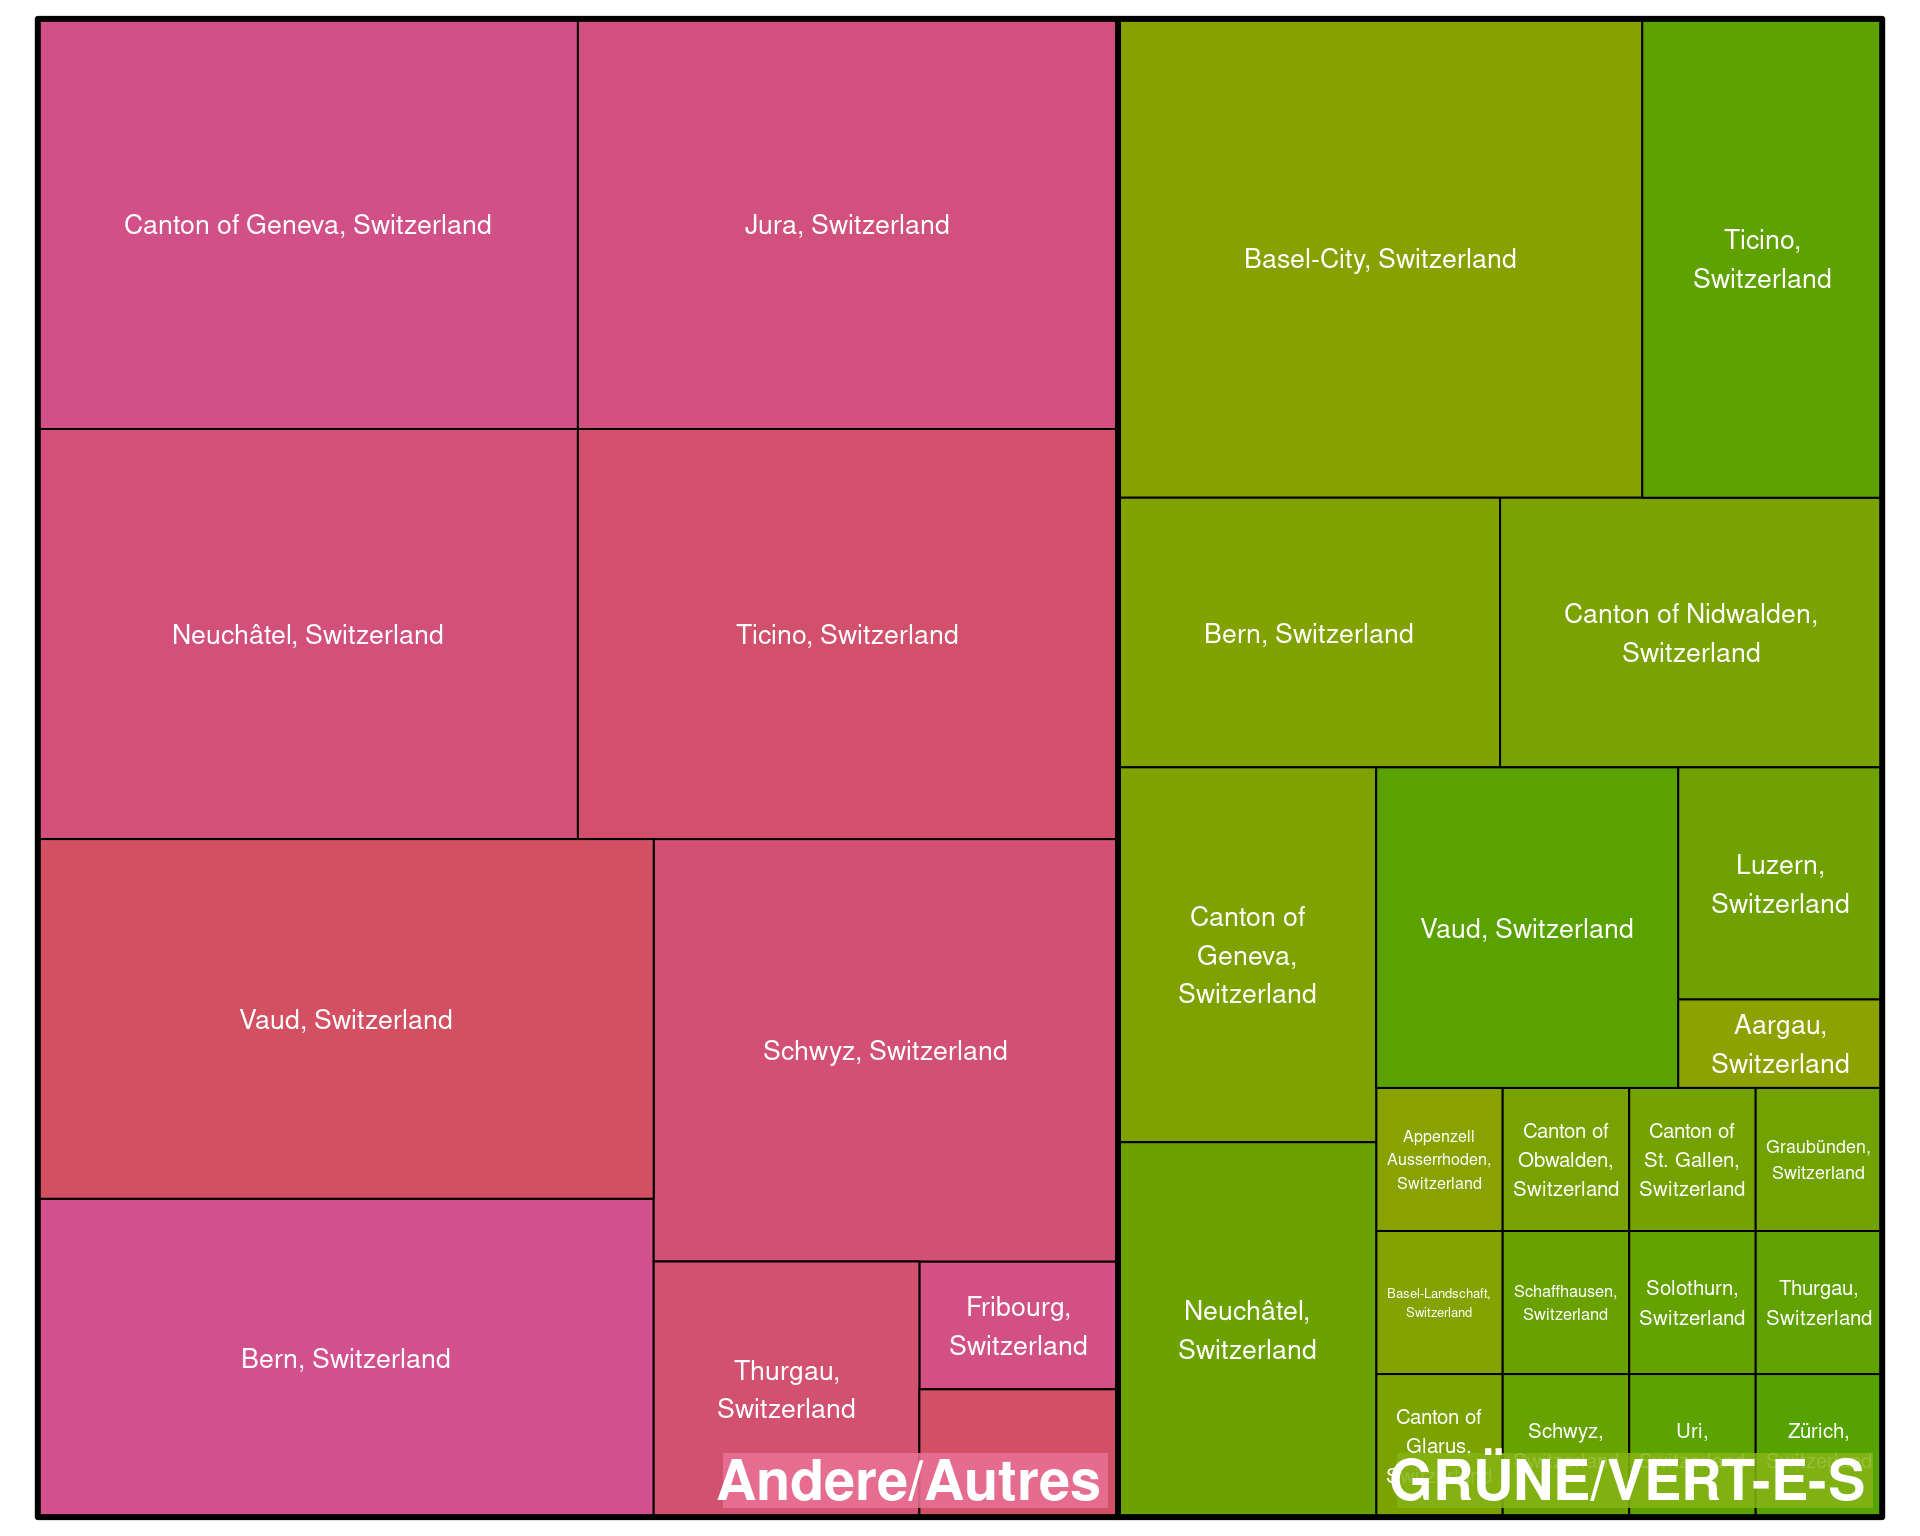 Canton of Geneva, Switzerland
Jura, Switzerland
Neuchâtel, Switzerland
Ticino, Switzerland
Vaud, Switzerland
Schwyz, Switzerland
Bern, Switzerland
Thurgau,
Switzerland
Fribourg,
Switzerland
Andere/Autres
Basel-City, Switzerland
Ticino,
Switzerland
Bern, Switzerland
Canton of Nidwalden,
Switzerland
Canton of
Geneva,
Switzerland
Vaud, Switzerland
Luzern,
Switzerland
Aargau,
Switzerland
Neuchâtel,
Switzerland
Appenzell
Ausserrhoden,
Switzerland
Canton of
Obwalden,
Switzerland
Canton of
St. Gallen,
Switzerland
Graubünden,
Switzerland
Basel-Landschaft,
Switzerland
Schaffhausen,
Switzerland
Solothurn,
Switzerland
Thurgau,
Switzerland
Canton of
Glarus,
Schwyz,
Switzerland
Uri,
Switzerland
Zürich,
Switzerland
GRÜNE/VERT-E-S